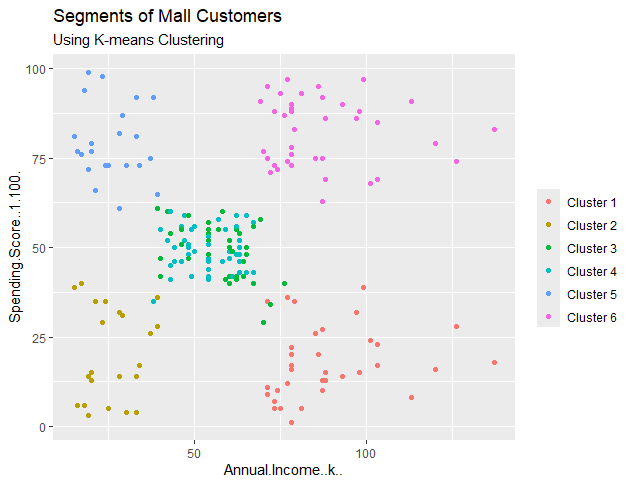 Segments of Mall Customers
Using K-means Clustering
Spending.Score..1.100.
100
75
50
25
0
50
100
Annual.Income..k..
Cluster 1
Cluster 2
Cluster 3
Cluster 4
Cluster 5
Cluster 6